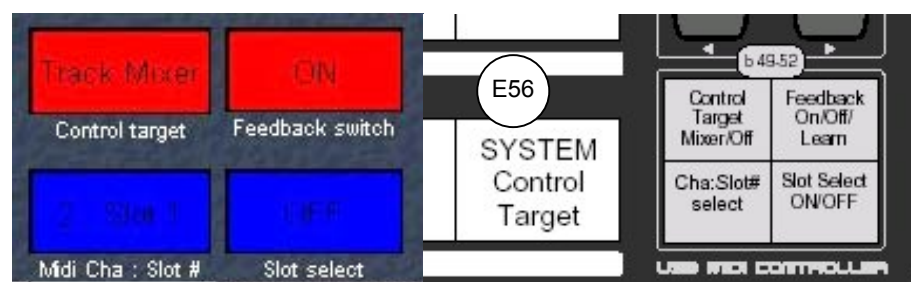 Track Mixer
ON
Control target
Feedback switch
2 : Slot 1
OFF
Midi Cha : Slot #
Slot select
E56
SYSTEM
Control
Target
b 49-52
Control
Target
Mixer/Off
Feedback
On/Off/
Learn
Cha:Slot#
select
Slot Select
ON/OFF
USB MIDI CONTROLLER